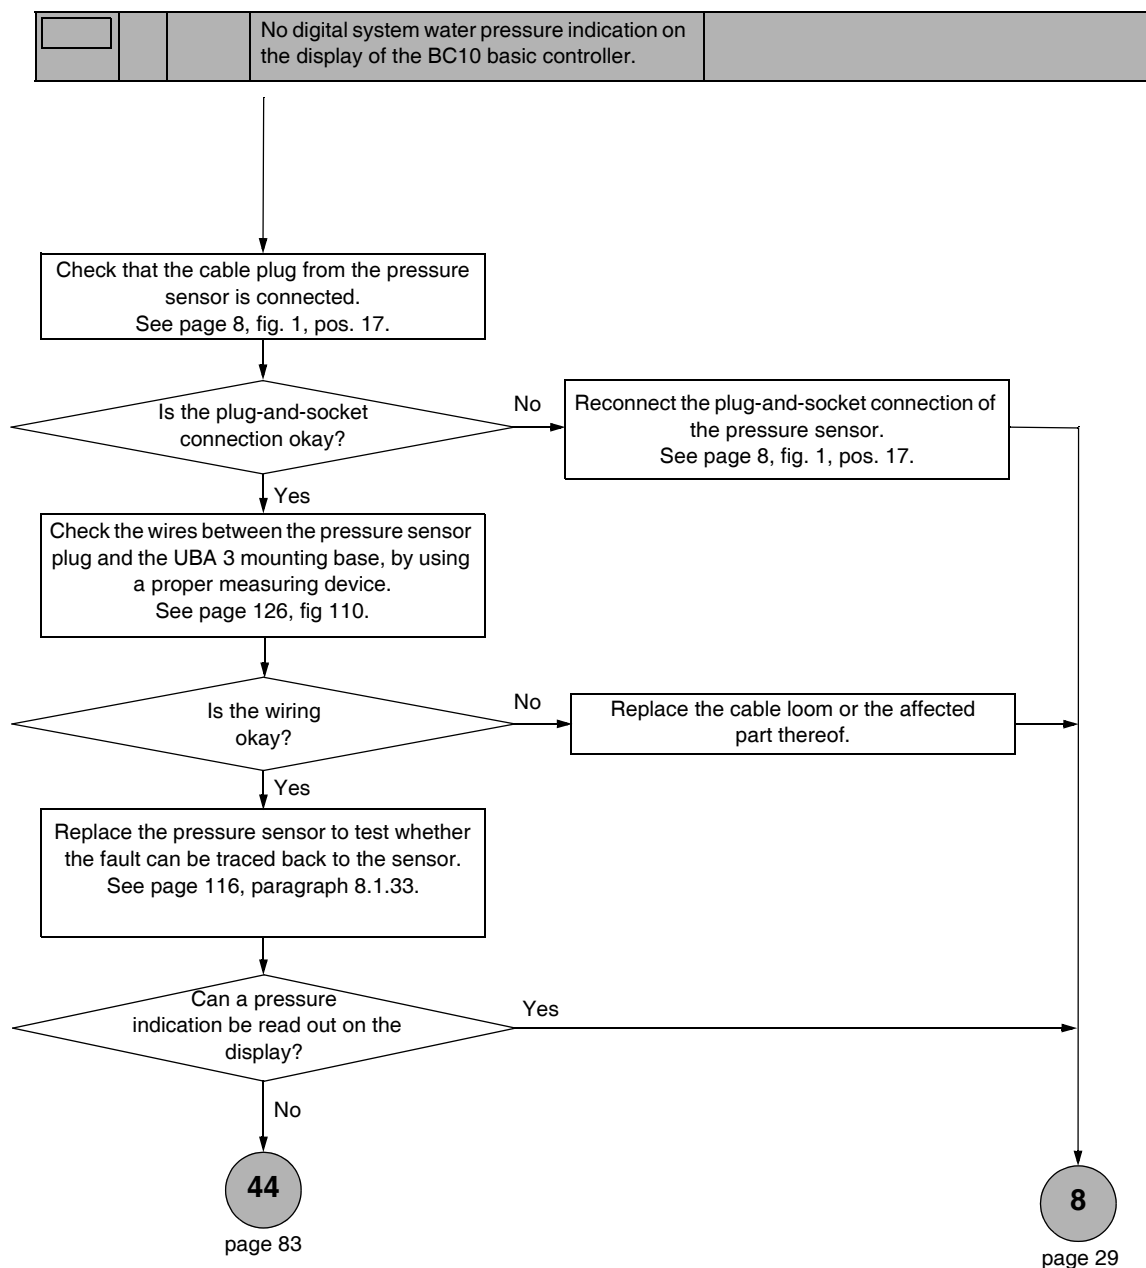 No digital system water pressure indication on
the display of the BC10 basic controller.
Check that the cable plug from the pressure
sensor is connected.
See page 8, fig. 1, pos. 17.
Is the plug-and-socket
connection okay?
No
Reconnect the plug-and-socket connection of
the pressure sensor.
See page 8, fig. 1, pos. 17.
Yes
Check the wires between the pressure sensor
plug and the UBA 3 mounting base, by using
a proper measuring device.
See page 126, fig 110.
Is the wiring
okay?
No
Replace the cable loom or the affected
part thereof.
Yes
Replace the pressure sensor to test whether
the fault can be traced back to the sensor.
See page 116, paragraph 8.1.33.
Can a pressure
indication be read out on the
display?
Yes
No
44
page 83
8
page 29